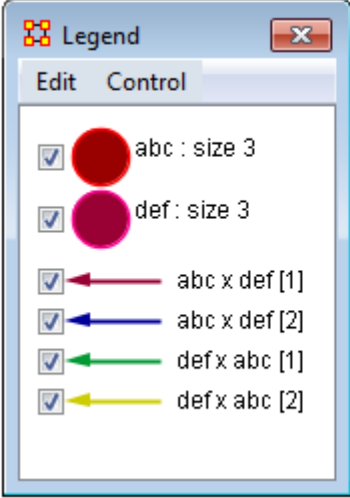 Legend
Edit Control
abc : size 3
def : size 3
abc x def [1]
abc x def [2]
def x abc [1]
def x abc [2]